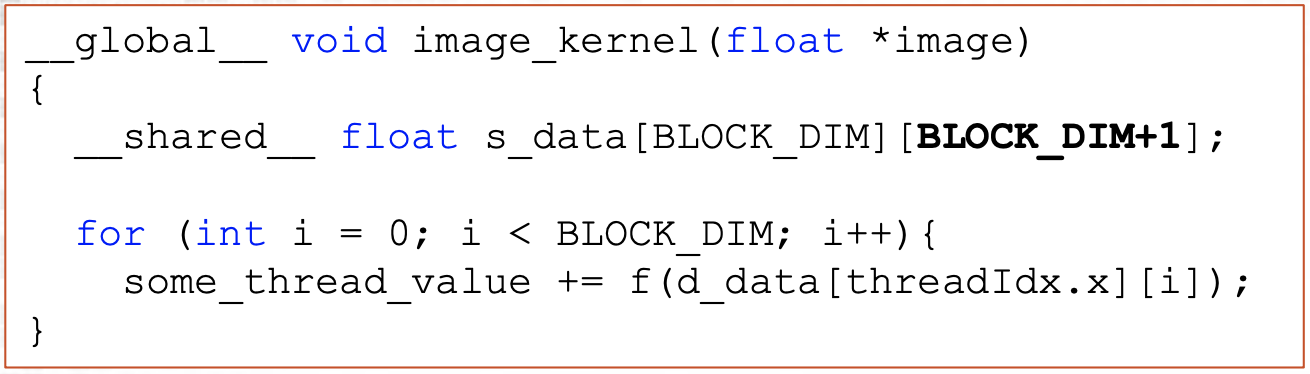 __global__ void image_kernel(float *image)
{
  __shared__ float s_data[BLOCK_DIM][BLOCK_DIM+1];
  for (int i = 0; i < BLOCK_DIM; i++){
    some_thread_value += f(d_data[threadIdx.x][i]);
}